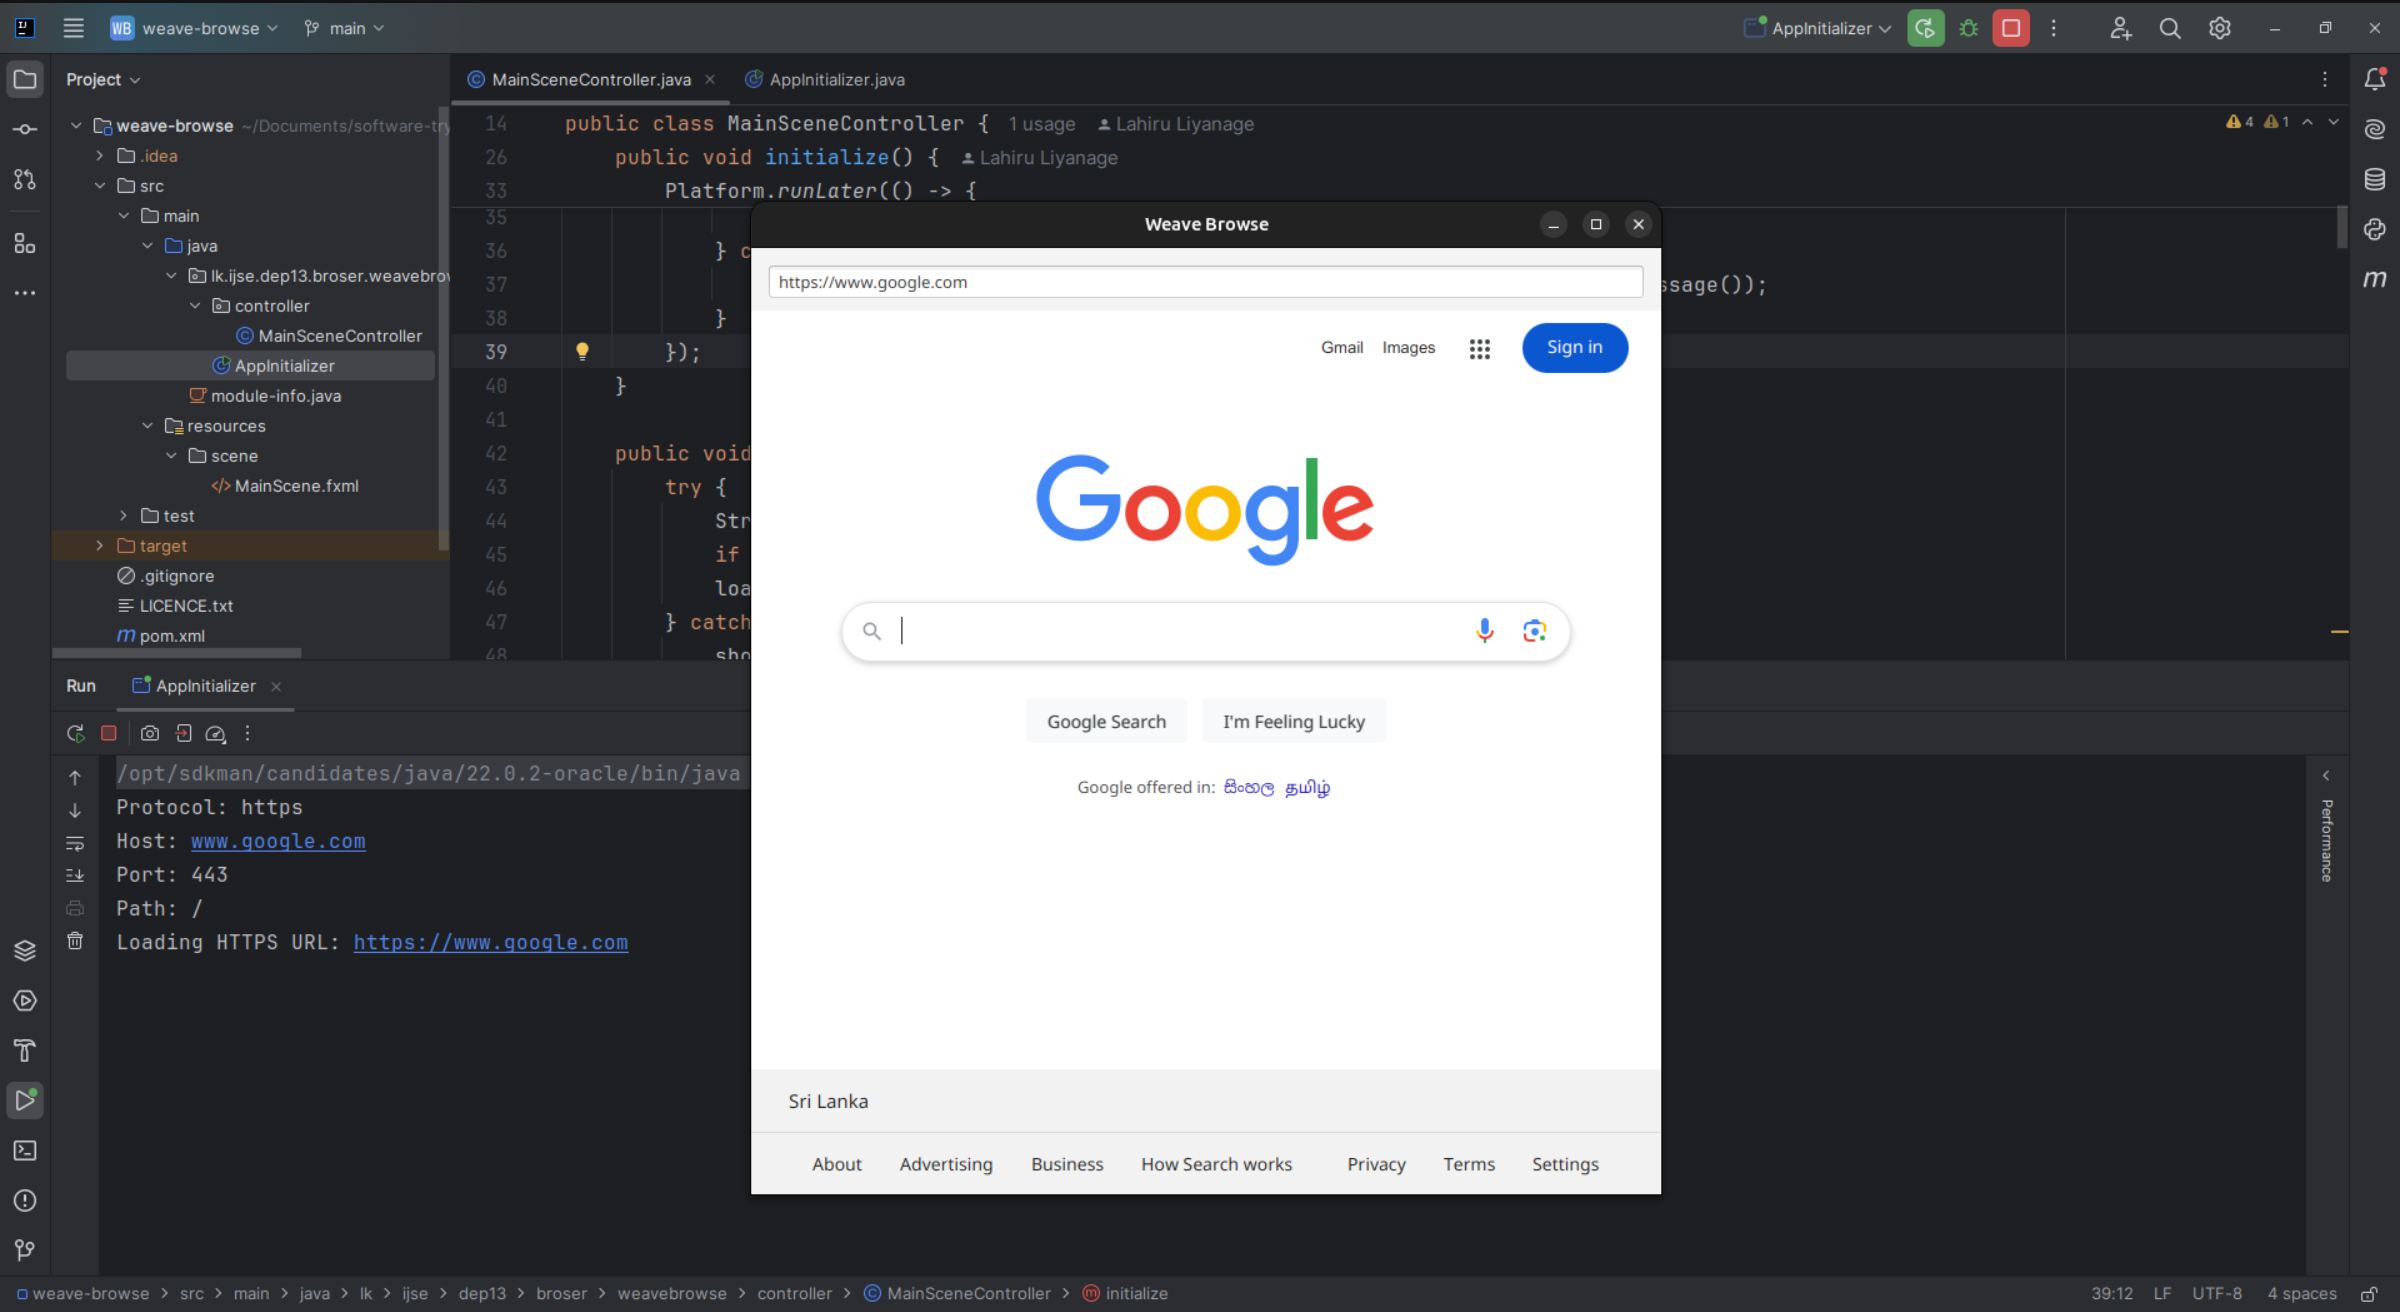 WB weave-browse
main
AppInitializer
Project
MainSceneController.java
AppInitializer.java
weave-browse ~/Documents/software-try
.idea
src
main
java
lk.ijse.dep13.broser.weavebro
controller
MainSceneController
AppInitializer
module-info.java
resources
scene
MainScene.fxml
test
target
.gitignore
LICENCE.txt
pom.xml
14 public class MainSceneController { 1 usage Lahiru Liyanage
26 public void initialize() { Lahiru Liyanage
33 Platform.runLater(() -> {
4 1
35
36 } c
37 ssage());
38 }
39 });
40 }
41
42 public void
43 try {
44 Str
45 if
46 loa
47 } catch
48 sho
Weave Browse
https://www.google.com
Gmail Images Sign in
Google
Google Search I'm Feeling Lucky
Google offered in: සිංහල தமிழ்
Sri Lanka
About Advertising Business How Search works Privacy Terms Settings
Run AppInitializer
/opt/sdkman/candidates/java/22.0.2-oracle/bin/java
Protocol: https
Host: www.google.com
Port: 443
Path: /
Loading HTTPS URL: https://www.google.com
Performance
weave-browse > src > main > java > lk > ijse > dep13 > broser > weavebrowse > controller > MainSceneController > initialize
39:12 LF UTF-8 4 spaces